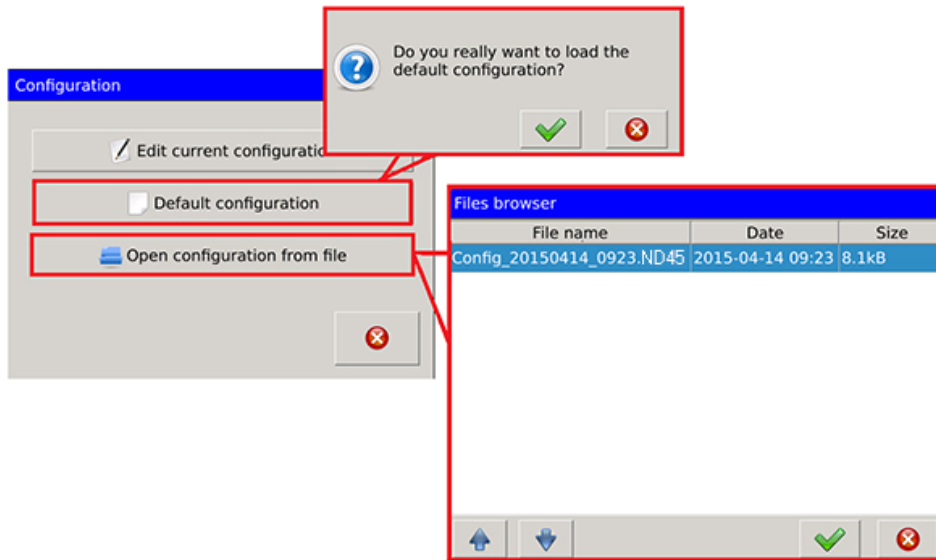 Do you really want to load the
default configuration?
Configuration
Edit current configuratio
Default configuration
Open configuration from file
Files browser
File name Date Size
Config_20150414_0923.ND45 2015-04-14 09:23 8.1kB